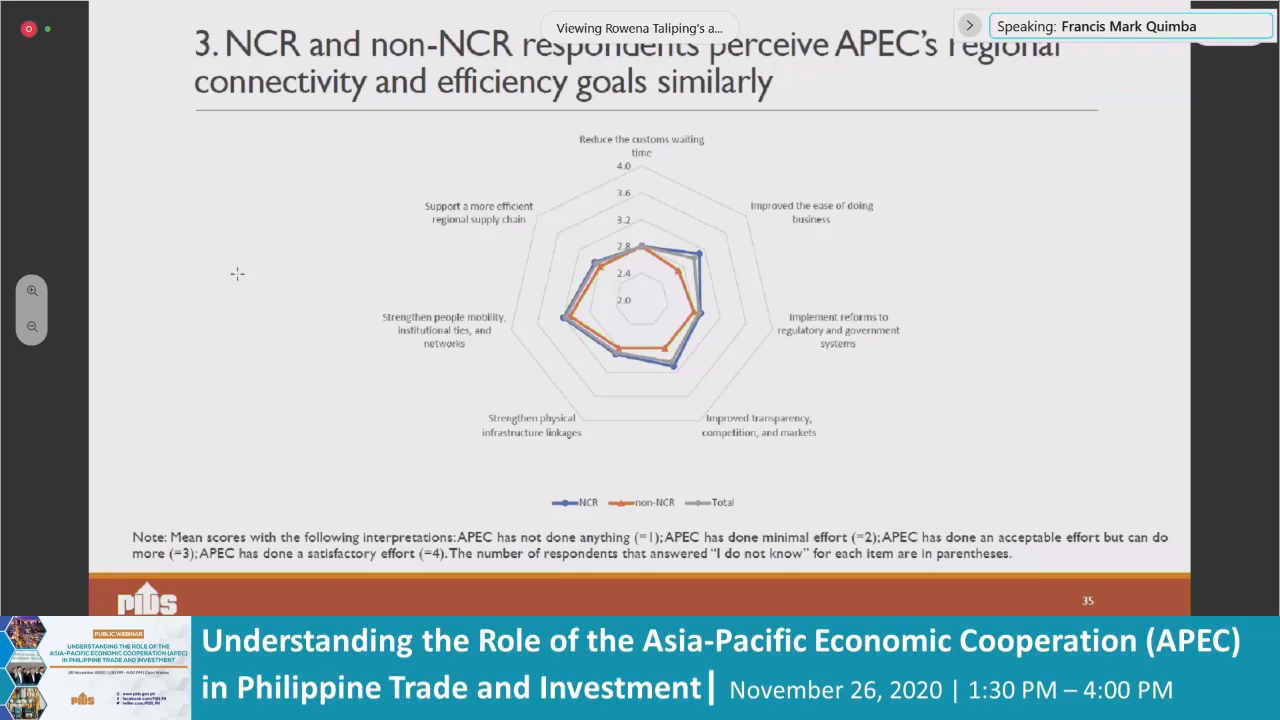 Viewing Rowena Taliping's a...
Speaking: Francis Mark Quimba
3. NCR and non-NCR respondents perceive APEC's regional
connectivity and efficiency goals similarly
Reduce the customs waiting
time
4.0
3.6
3.2
2.8
2.4
2.0
Support a more efficient
regional supply chain
Improved the ease of doing
business
Strengthen people mobility,
institutional ties, and
networks
Implement reforms to
regulatory and government
systems
Strengthen physical
infrastructure linkages
Improved transparency,
competition, and markets
NCR non-NCR Total
Note: Mean scores with the following interpretations: APEC has not done anything (=1); APEC has done minimal effort (=2); APEC has done an acceptable effort but can do
more (=3); APEC has done a satisfactory effort (=4). The number of respondents that answered "I do not know" for each item are in parentheses.
PIDS
35
PUBLIC WEBINAR
UNDERSTANDING THE ROLE OF THE
ASIA-PACIFIC ECONOMIC COOPERATION (APEC)
IN PHILIPPINE TRADE AND INVESTMENT
PIDS
Understanding the Role of the Asia-Pacific Economic Cooperation (APEC)
in Philippine Trade and Investment | November 26, 2020 | 1:30 PM – 4:00 PM